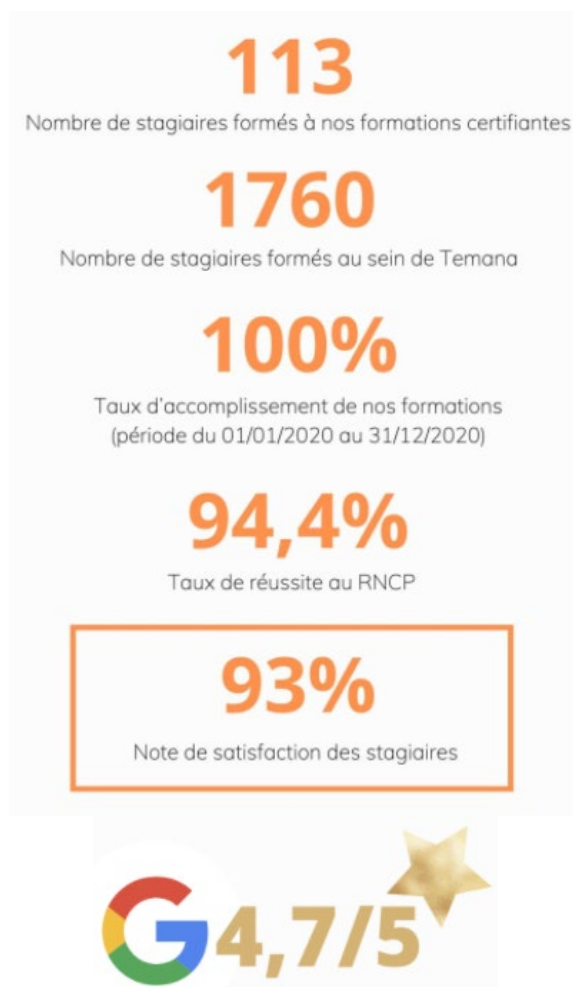 113
Nombre de stagiaires formés à nos formations certifiantes
1760
Nombre de stagiaires formés au sein de Temana
100%
Taux d'accomplissement de nos formations
(période du 01/01/2020 au 31/12/2020)
94,4%
Taux de réussite au RNCP
93%
Note de satisfaction des stagiaires
G 4,7/5